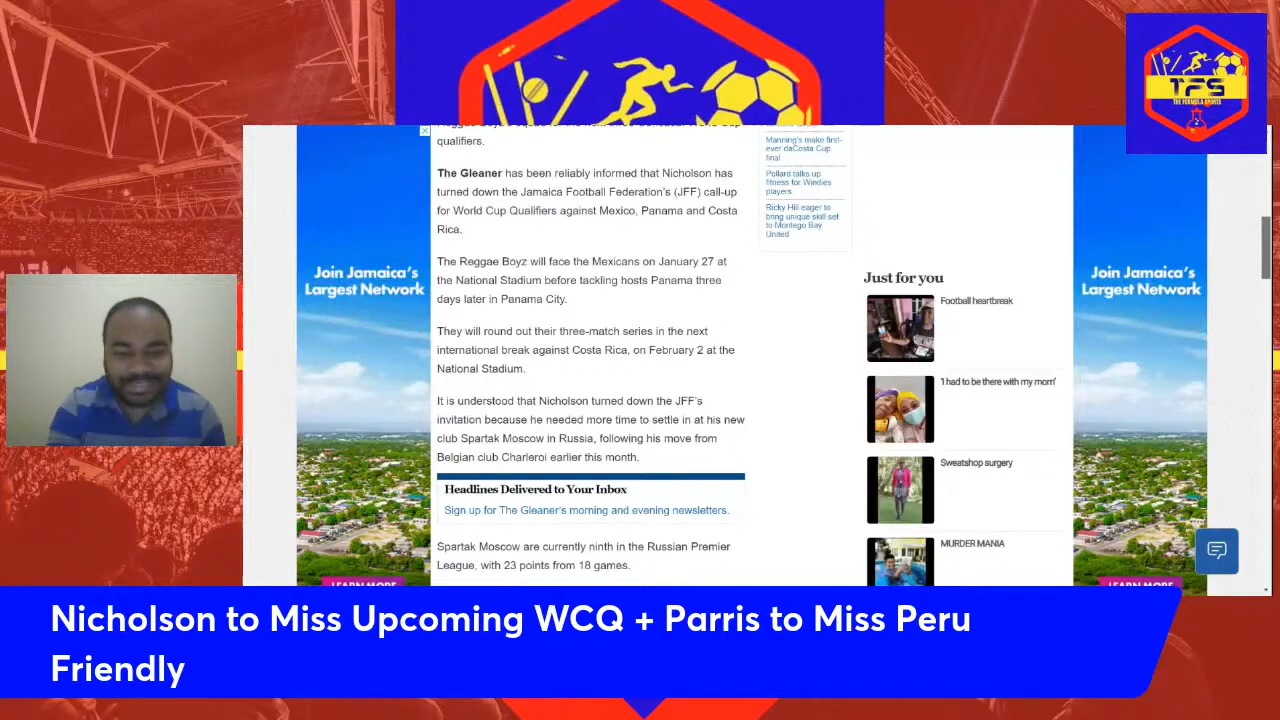 TFS
THE FORMULA SPORTS
qualifiers.
The Gleaner has been reliably informed that Nicholson has
turned down the Jamaica Football Federation's (JFF) call-up
for World Cup Qualifiers against Mexico, Panama and Costa
Rica.
The Reggae Boyz will face the Mexicans on January 27 at
the National Stadium before tackling hosts Panama three
days later in Panama City.
They will round out their three-match series in the next
international break against Costa Rica, on February 2 at the
National Stadium.
It is understood that Nicholson turned down the JFF's
invitation because he needed more time to settle in at his new
club Spartak Moscow in Russia, following his move from
Belgian club Charleroi earlier this month.
Headlines Delivered to Your Inbox
Sign up for The Gleaner's morning and evening newsletters.
Spartak Moscow are currently ninth in the Russian Premier
League, with 23 points from 18 games.
Manning's make first-
ever daCosta Cup
final
Pollard talks up
fitness for Windies
players
Ricky Hill eager to
bring unique skill set
to Montego Bay
United
Just for you
Football heartbreak
'I had to be there with my mom'
Sweatshop surgery
MURDER MANIA
Join Jamaica's
Largest Network
LEARN MORE
Join Jamaica's
Largest Network
LEARN MORE
Nicholson to Miss Upcoming WCQ + Parris to Miss Peru
Friendly